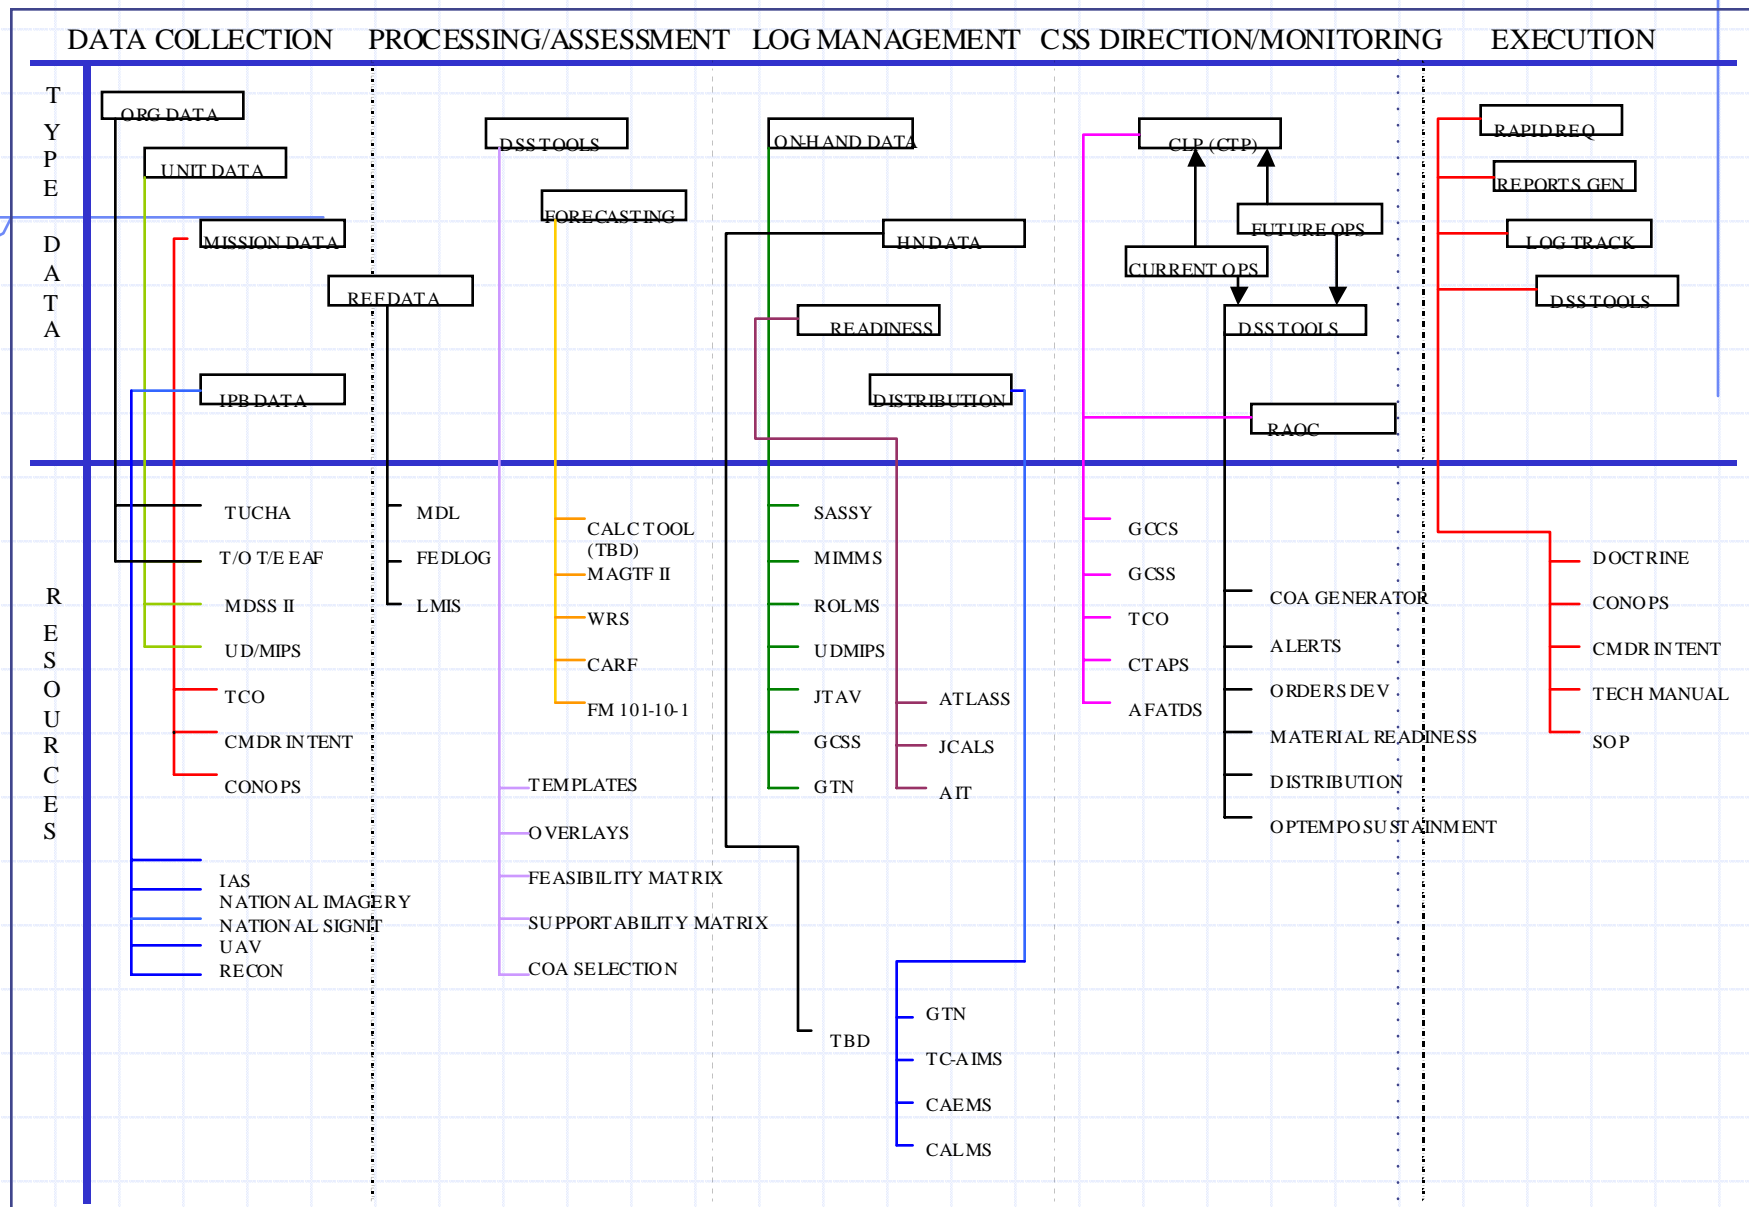 DATA COLLECTION
PROCESSING/ASSESSMENT
LOG MANAGEMENT
CSS DIRECTION/MONITORING
EXECUTION
TYPE DATA
ORG DATA
UNIT DATA
MISSION DATA
REF DATA
IPB DATA
DSS TOOLS
FORECASTING
ON-HAND DATA
HN DATA
READINESS
DISTRIBUTION
CLP (CTP)
FUTURE OPS
CURRENT OPS
DSS TOOLS
RAOC
RAPID REQ
REPORTS GEN
LOG TRACK
DSS TOOLS
RESOURCES
TUCHA
T/O T/E EAF
MDSS II
UD/MIPS
TCO
CMDR INTENT
CONOPS
IAS
NATIONAL IMAGERY
NATIONAL SIGNIT
UAV
RECON
MDL
FEDLOG
LMIS
CALC TOOL
(TBD)
MAGTF II
WRS
CARF
FM 101-10-1
TEMPLATES
OVERLAYS
FEASIBILITY MATRIX
SUPPORTABILITY MATRIX
COA SELECTION
SASSY
MIMMS
ROLMS
UDMIPS
JTAV
GCSS
GTN
ATLASS
JCALS
AIT
TBD
GTN
TC-AIMS
CAEMS
CALMS
GCCS
GCSS
TCO
CTAPS
AFATDS
COA GENERATOR
ALERTS
ORDERS DEV
MATERIAL READINESS
DISTRIBUTION
OPTEMPO SUSTAINMENT
DOCTRINE
CONOPS
CMDR INTENT
TECH MANUAL
SOP